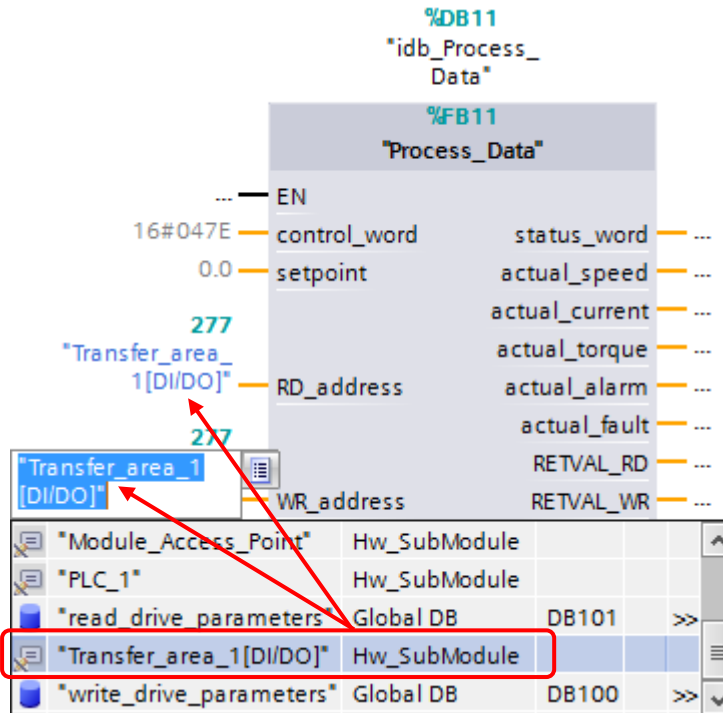 %DB11
"idb_Process_
Data"
%FB11
"Process_Data"
... EN
16#047E control_word status_word ...
0.0 setpoint actual_speed ...
actual_current ...
277
"Transfer_area_ actual_torque ...
1[DI/DO]" RD_address actual_alarm ...
277 actual_fault ...
"Transfer_area_1 RETVAL_RD ...
[DI/DO]" WR_address RETVAL_WR ...
"Module_Access_Point" Hw_SubModule
"PLC_1" Hw_SubModule
"read_drive_parameters" Global DB DB101 >>
"Transfer_area_1[DI/DO]" Hw_SubModule
"write_drive_parameters" Global DB DB100 >>